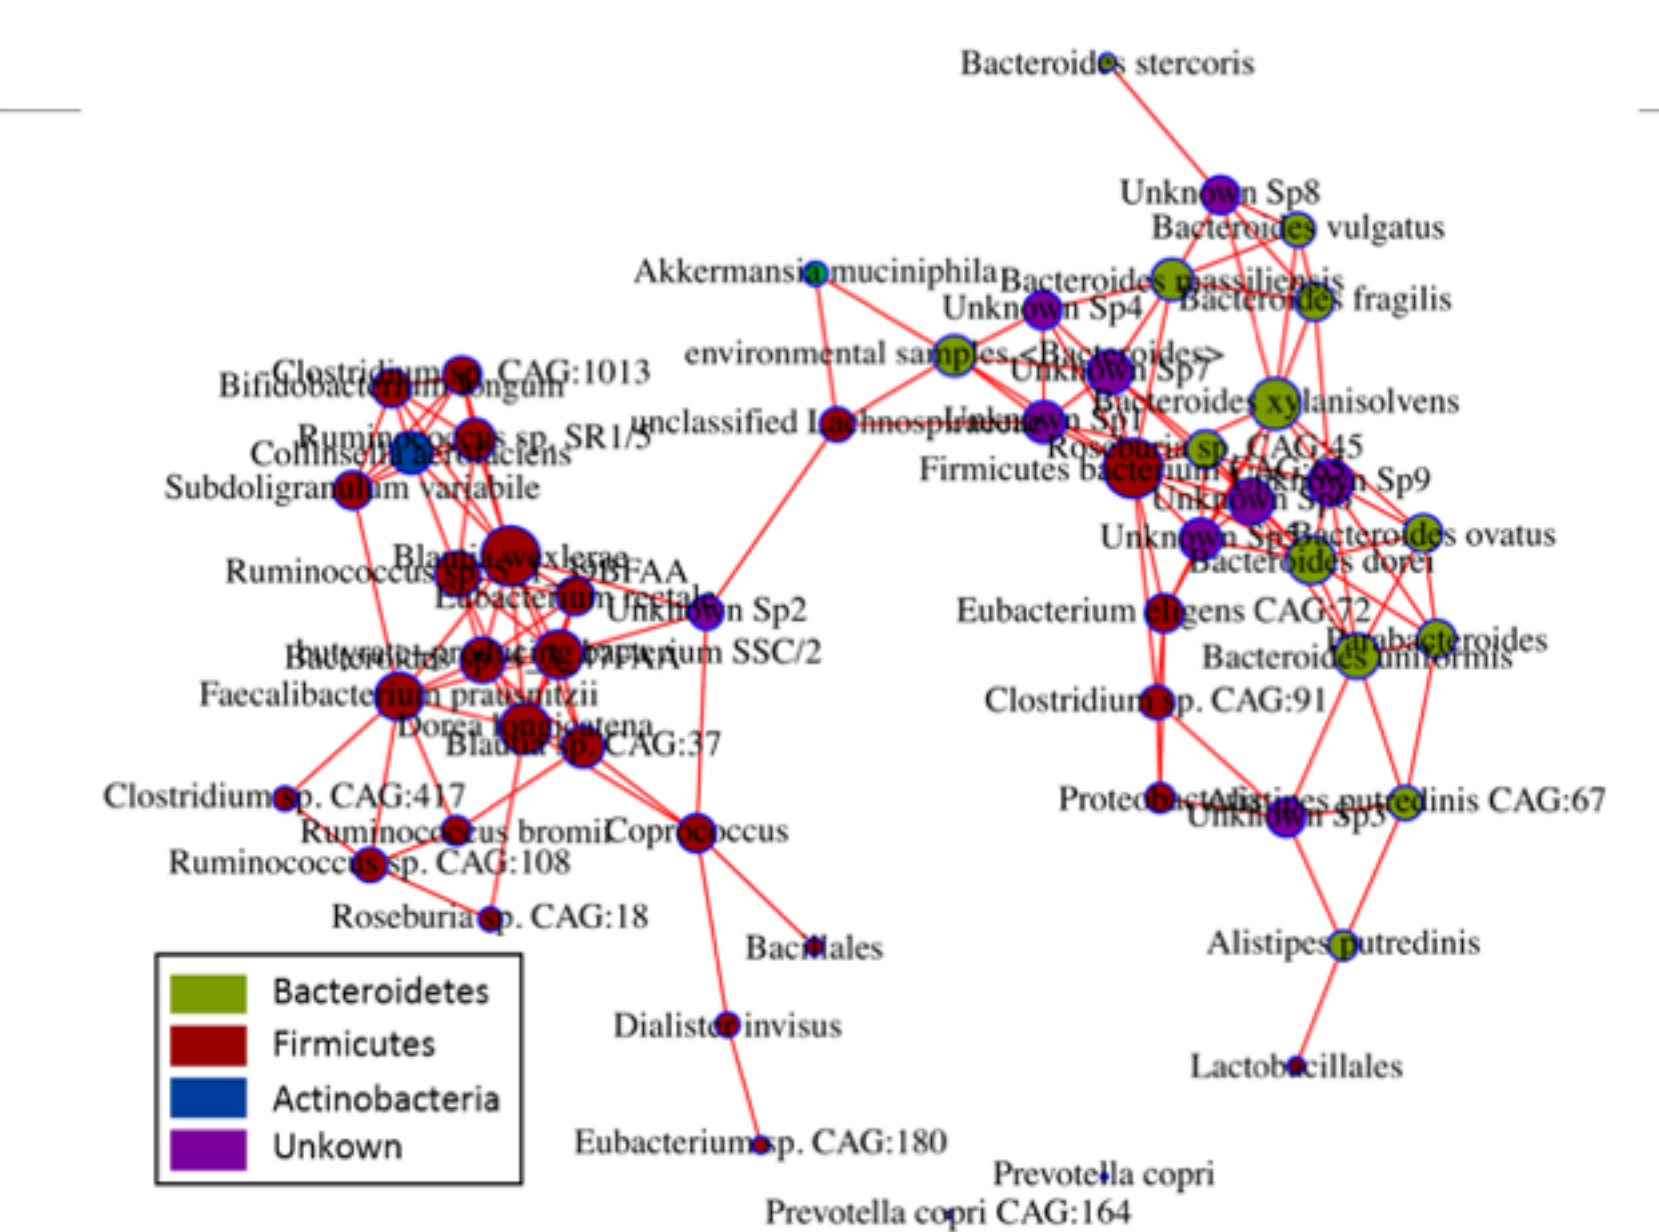 Bacteroides stercoris
Unknown Sp8
Bacteroides vulgatus
Akkermansia muciniphila
Bacteroides massiliensis
Bacteroides fragilis
Unknown Sp4
environmental samples <Bacteroides>
Unknown Sp7
Clostridium sp. CAG:1013
Bifidobacterium longum
Bacteroides xylanisolvens
unclassified Lachnospiraceae
Unknown Sp1
Ruminococcus sp. SR1/5
Collinsella aerofaciens
Roseburia sp. CAG:45
Firmicutes bacterium CAG:65
Unknown Sp9
Subdoligranulum variabile
Unknown Sp6
Unknown Sp5
Bacteroides ovatus
Blautia wexlerae
Bacteroides dorei
Ruminococcus sp. 5_1_39BFAA
Eubacterium rectale
Unknown Sp2
Eubacterium eligens CAG:72
Parabacteroides
butyrate-producing bacterium SSC/2
Bacteroides uniformis
Faecalibacterium prausnitzii
Clostridium sp. CAG:91
Dorea longicatena
Blautia sp. CAG:37
Clostridium sp. CAG:417
Proteobacteria
Alistipes putredinis CAG:67
Unknown Sp3
Ruminococcus bromii
Coprococcus
Ruminococcus sp. CAG:108
Roseburia sp. CAG:18
Bacillales
Alistipes putredinis
Bacteroidetes
Dialister invisus
Firmicutes
Lactobacillales
Actinobacteria
Unkown
Eubacterium sp. CAG:180
Prevotella copri
Prevotella copri CAG:164